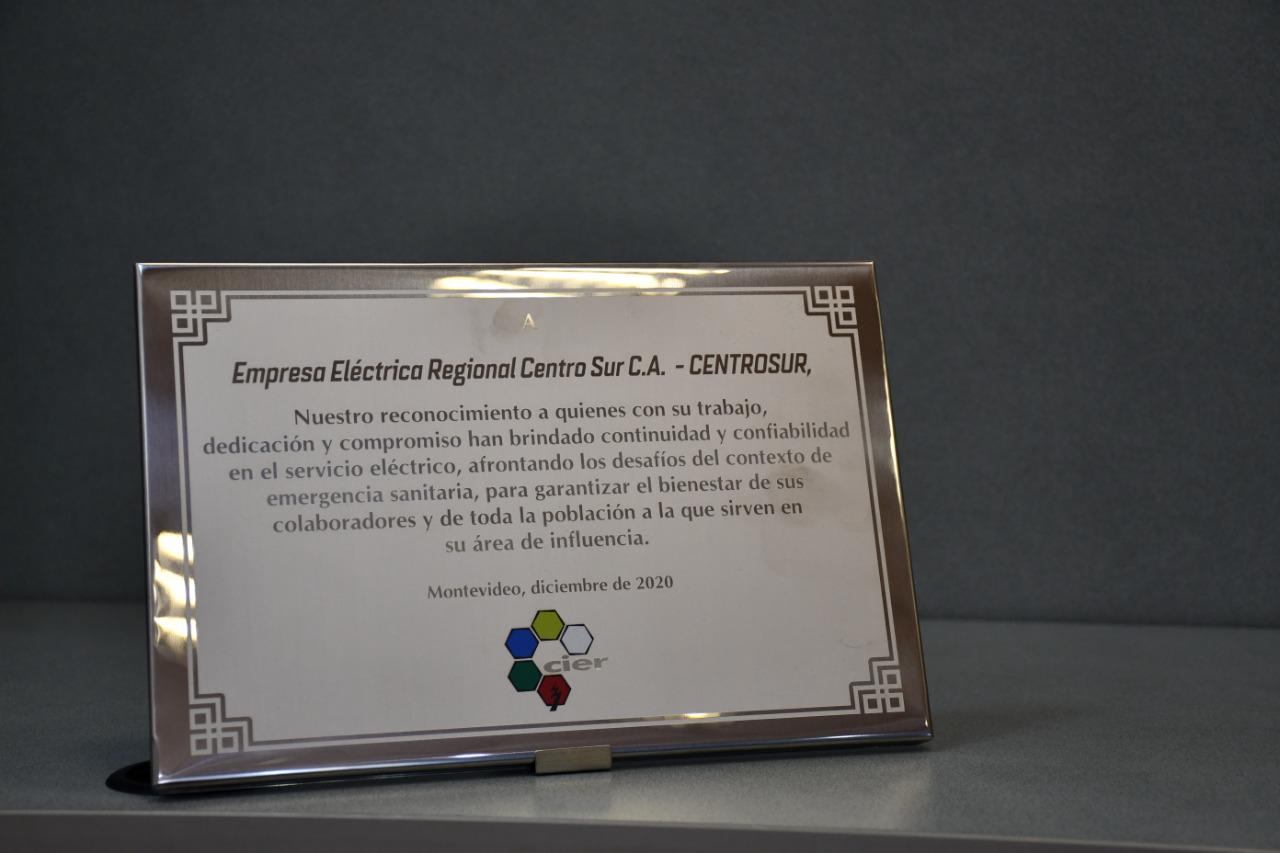 A
Empresa Eléctrica Regional Centro Sur C.A. - CENTROSUR,
Nuestro reconocimiento a quienes con su trabajo,
dedicación y compromiso han brindado continuidad y confiabilidad
en el servicio eléctrico, afrontando los desafíos del contexto de
emergencia sanitaria, para garantizar el bienestar de sus
colaboradores y de toda la población a la que sirven en
su área de influencia.
Montevideo, diciembre de 2020
cier